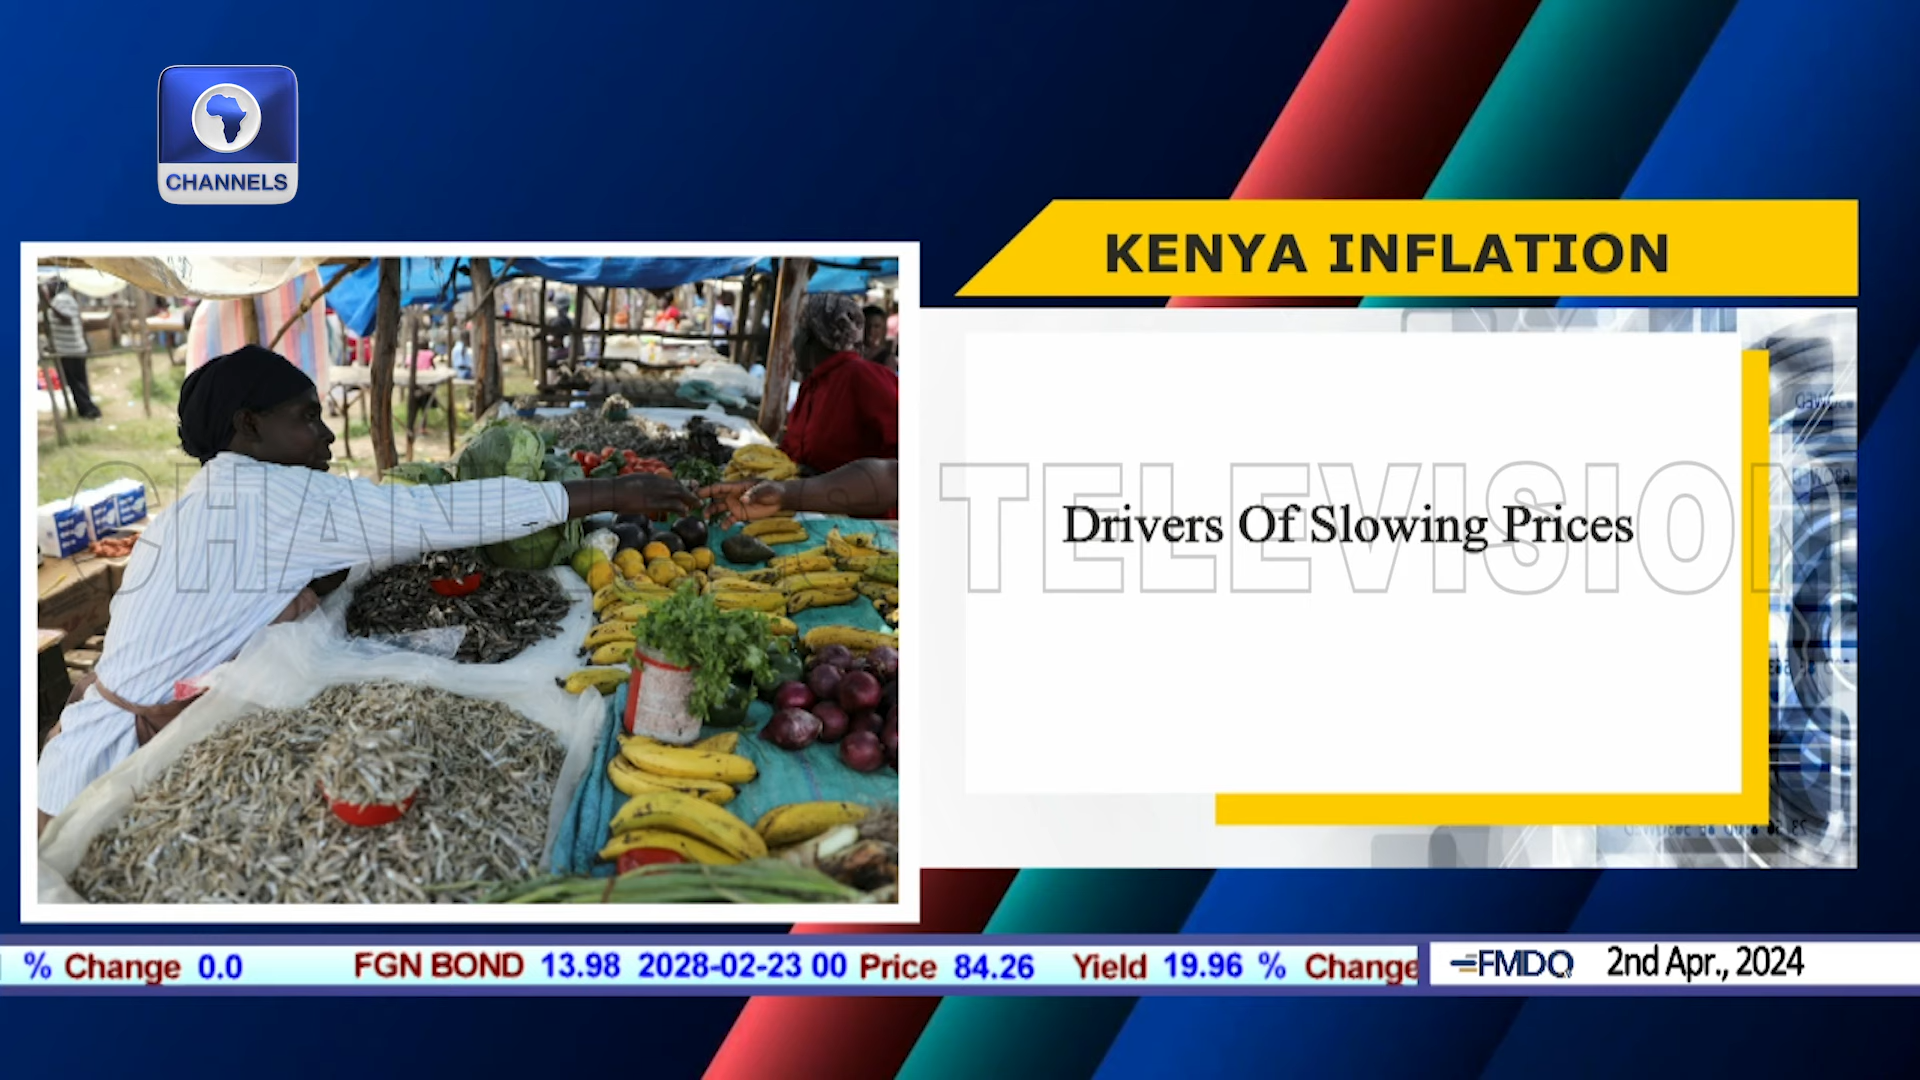 CHANNELS
KENYA INFLATION
CHANNELS TELEVISION
Drivers Of Slowing Prices
% Change 0.0 FGN BOND 13.98 2028-02-23 00 Price 84.26 Yield 19.96 % Change
FMDQ 2nd Apr., 2024